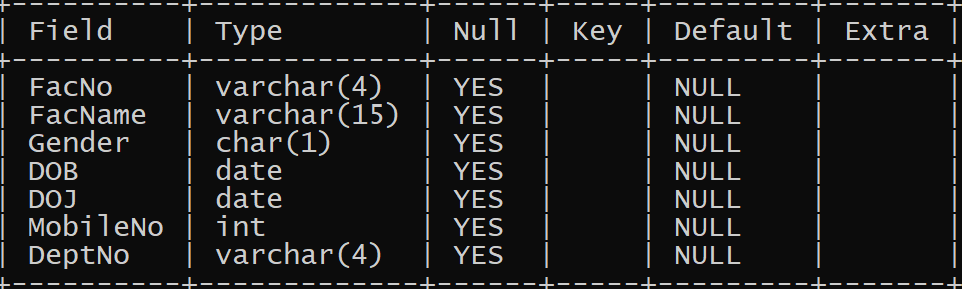 +----------+-------------+------+-----+---------+-------+
| Field    | Type        | Null | Key | Default | Extra |
+----------+-------------+------+-----+---------+-------+
| FacNo    | varchar(4)  | YES  |     | NULL    |       |
| FacName  | varchar(15) | YES  |     | NULL    |       |
| Gender   | char(1)     | YES  |     | NULL    |       |
| DOB      | date        | YES  |     | NULL    |       |
| DOJ      | date        | YES  |     | NULL    |       |
| MobileNo | int         | YES  |     | NULL    |       |
| DeptNo   | varchar(4)  | YES  |     | NULL    |       |
+----------+-------------+------+-----+---------+-------+